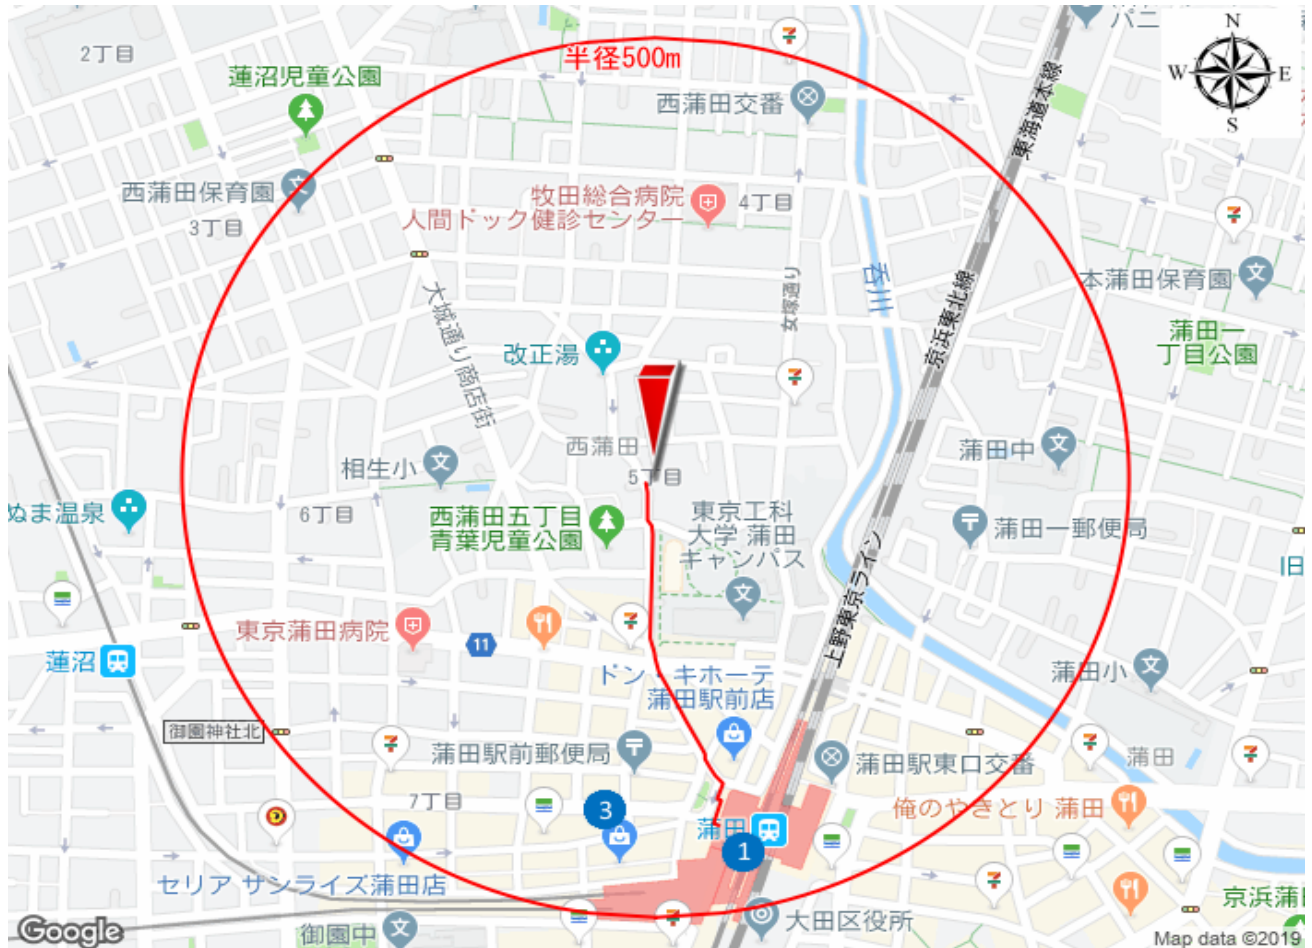 半径500m
N
W
E
S
2丁目
蓮沼児童公園
西蒲田交番
東海道本線
西蒲田保育園
3丁目
牧田総合病院
人間ドック健診センター
4丁目
呑川
女塚通り
京浜東北線
本蒲田保育園
蒲田一
丁目公園
大城通り商店街
改正湯
西蒲田
5丁目
相生小
蒲田中
ぬま温泉
6丁目
西蒲田五丁目
青葉児童公園
東京工科
大学 蒲田
キャンパス
蒲田一郵便局
旧
上野東京ライン
東京蒲田病院
11
蓮沼
ドン・キホーテ
蒲田駅前店
蒲田小
御園神社北
蒲田駅前郵便局
蒲田駅東口交番
蒲田
7丁目
3
俺のやきとり 蒲田
蒲田
1
セリア サンライズ蒲田店
京浜蒲
御園中
大田区役所
Google
Map data ©2019